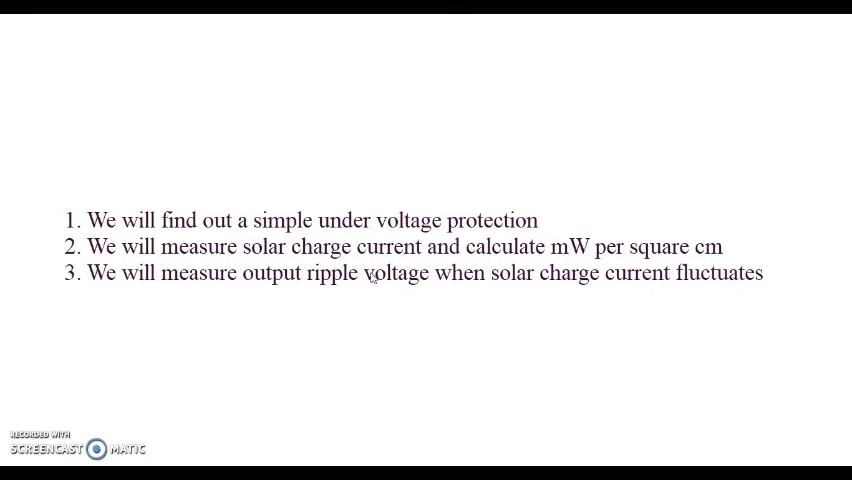 1. We will find out a simple under voltage protection
2. We will measure solar charge current and calculate mW per square cm
3. We will measure output ripple voltage when solar charge current fluctuates
RECORDED WITH
SCREENCAST MATIC